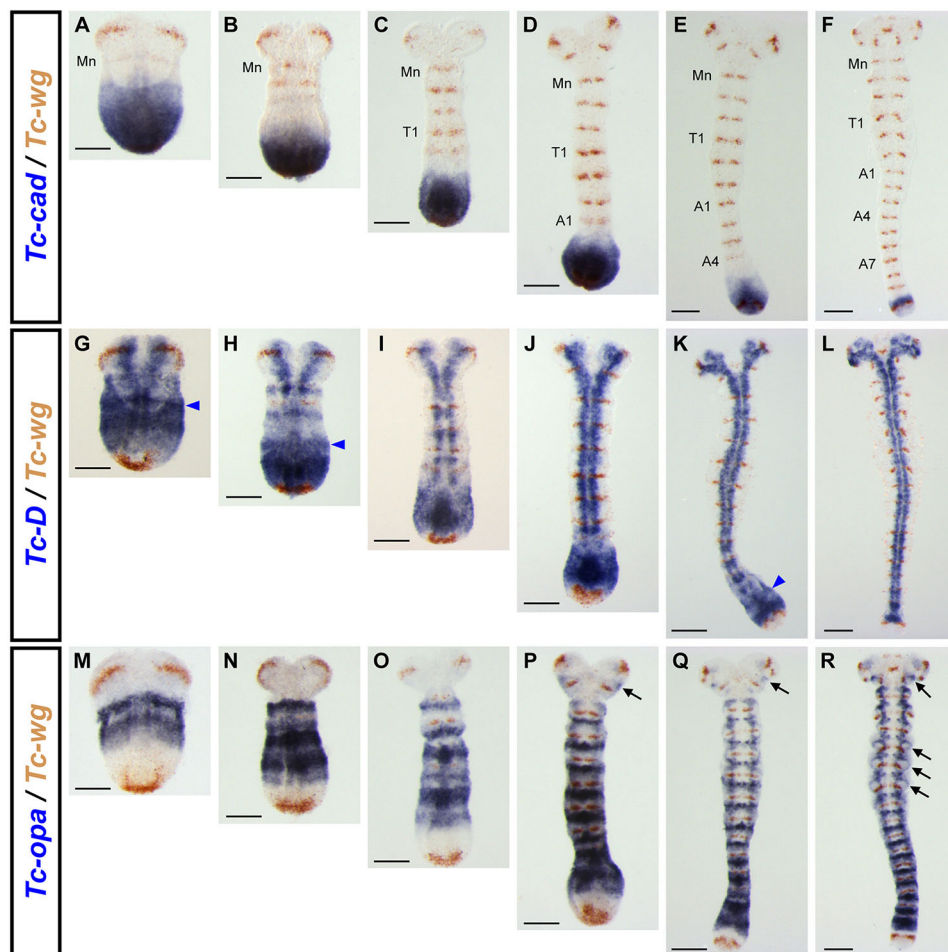 Tc-cad / Tc-wg
A
Mn
B
Mn
C
Mn
T1
D
Mn
T1
A1
E
Mn
T1
A1
A4
F
Mn
T1
A1
A4
A7
Tc-D / Tc-wg
G
H
I
J
K
L
Tc-opa / Tc-wg
M
N
O
P
Q
R